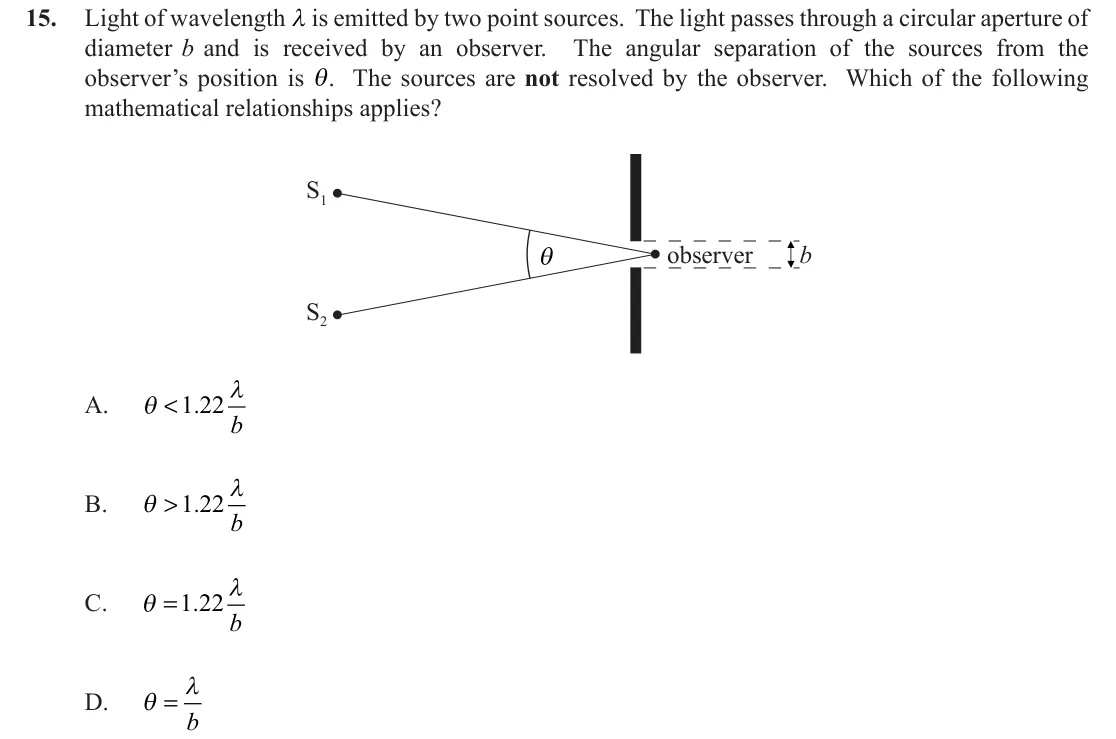 15. Light of wavelength λ is emitted by two point sources. The light passes through a circular aperture of
diameter b and is received by an observer. The angular separation of the sources from the
observer's position is θ. The sources are not resolved by the observer. Which of the following
mathematical relationships applies?
S₁
θ
observer
b
S₂
A. θ < 1.22 λ/b
B. θ > 1.22 λ/b
C. θ = 1.22 λ/b
D. θ = λ/b